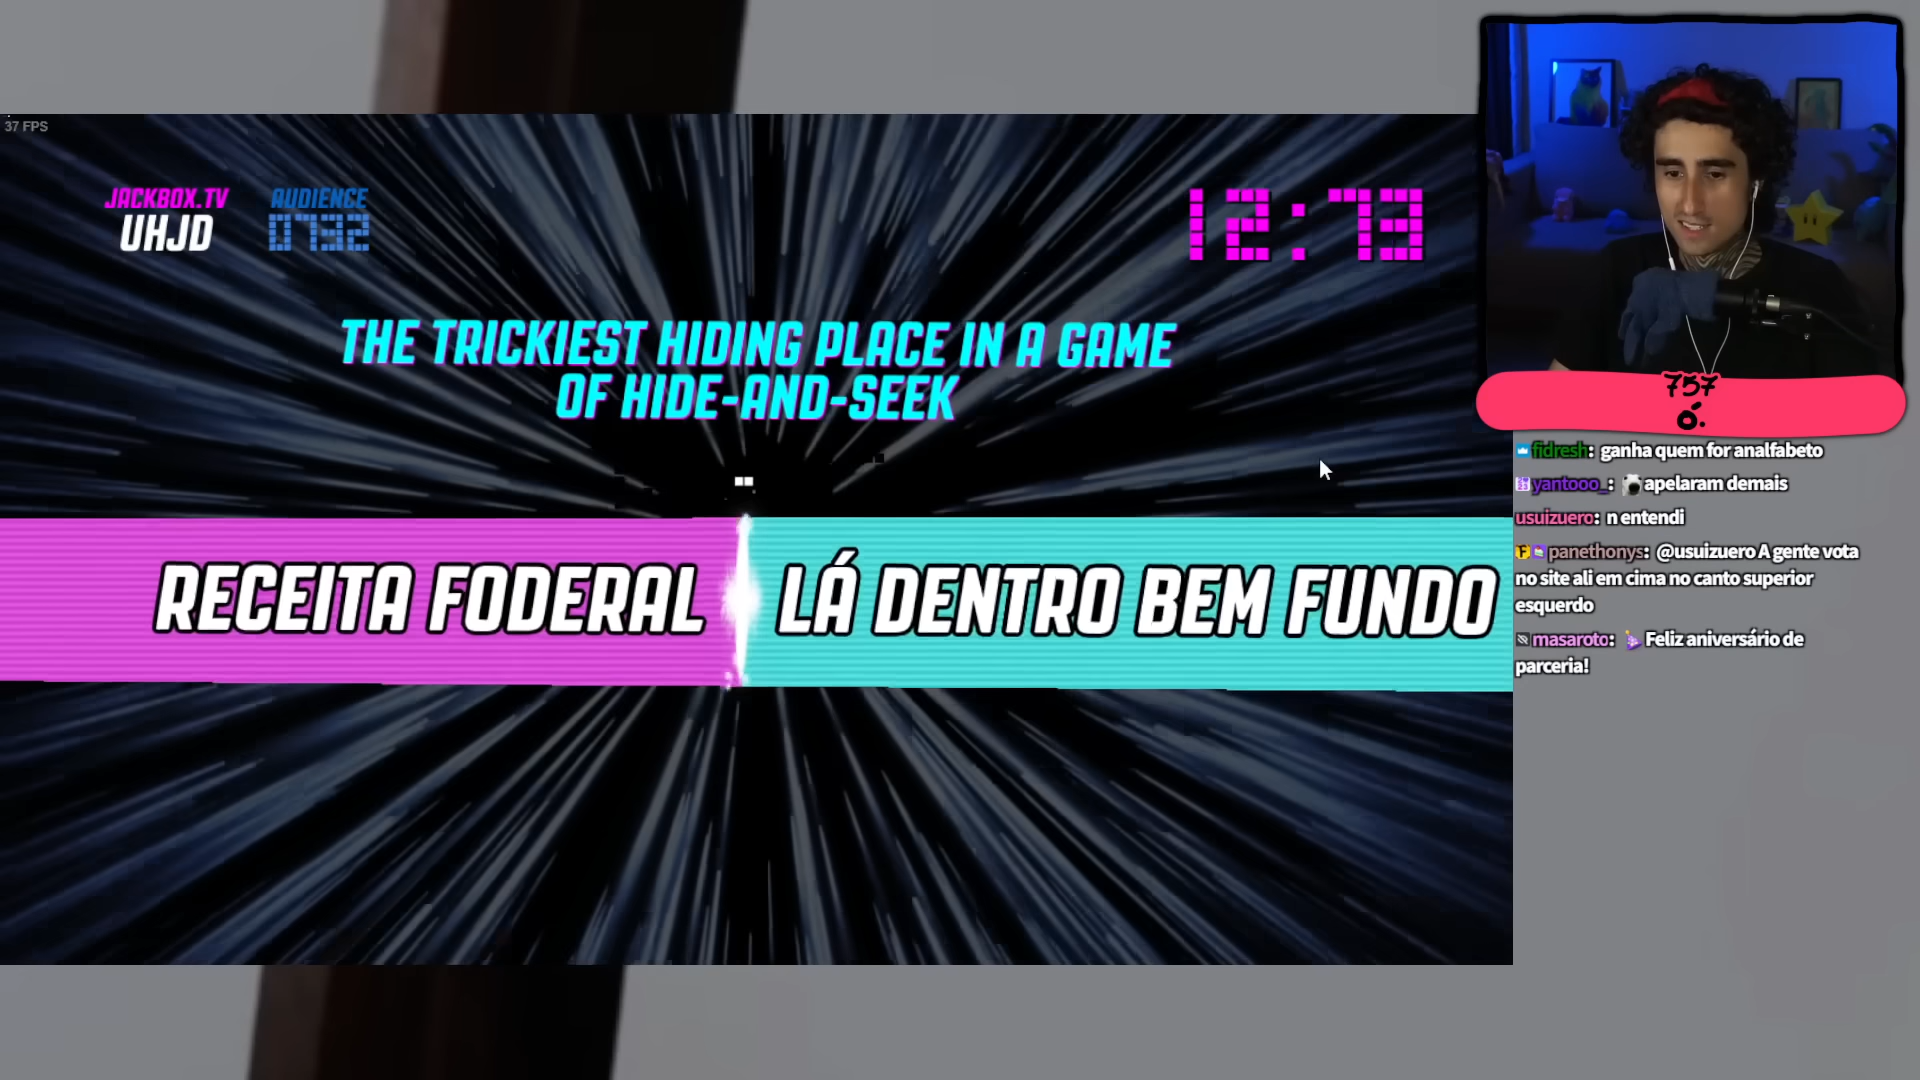 37 FPS
JACKBOX.TV
UHJD
AUDIENCE
0732
12:73
THE TRICKIEST HIDING PLACE IN A GAME
OF HIDE-AND-SEEK
RECEITA FODERAL
LÁ DENTRO BEM FUNDO
757
Ó.
fidresh: ganha quem for analfabeto
yantooo_: apelaram demais
usuizuero: n entendi
panethonys: @usuizuero A gente vota
no site ali em cima no canto superior
esquerdo
masaroto: Feliz aniversário de
parceria!